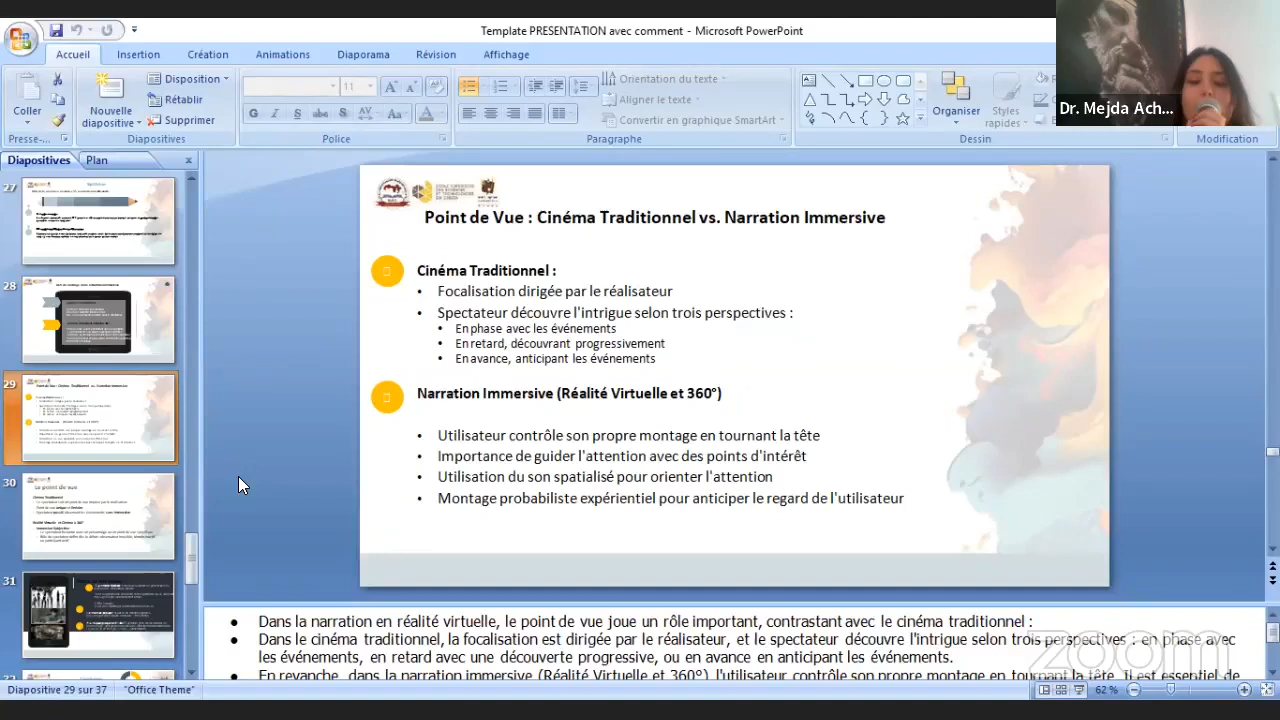 Template PRESENTATION avec comment - Microsoft PowerPoint
Accueil
Insertion
Création
Animations
Diaporama
Révision
Affichage
Coller
Nouvelle
diapositive
Disposition
Rétablir
Supprimer
Orientation du texte
Aligner le texte
Convertir en graphique SmartArt
Organiser
Styles
rapides
Presse-...
Diapositives
Police
Paragraphe
Dessin
Modification
Dr. Mejda Ach...
Diapositives
Plan
27
28
29
30
31
Point de Vue : Cinéma Traditionnel vs. Narration Immersive
Cinéma Traditionnel :
• Focalisation dirigée par le réalisateur
• Spectateur découvre l'intrigue selon trois perspectives :
• En phase avec les événements
• En retard, découvrant progressivement
• En avance, anticipant les événements
Narration immersive (Réalité Virtuelle et 360°)
• Utilisateur contrôle son propre montage en tournant la tête
• Importance de guider l'attention avec des points d'intérêt
• Utilisation du son spatialisé pour orienter l'attention
• Montage probabiliste expérientiel pour anticiper le regard de l'utilisateur
● Dans la narration en réalité virtuelle, le point de vue joue un rôle important, contrastant avec le cinéma traditionnel :
● Dans le cinéma traditionnel, la focalisation est dirigée par le réalisateur, et le spectateur découvre l'intrigue selon trois perspectives : en phase avec
les événements, en retard avec une découverte progressive, ou en avance en anticipant les événements.
● En revanche, dans la narration immersive (Réalité Virtuelle et 360°), l'utilisateur contrôle son propre montage en tournant la tête. Il est essentiel de
zoom
Diapositive 29 sur 37
"Office Theme"
62 %